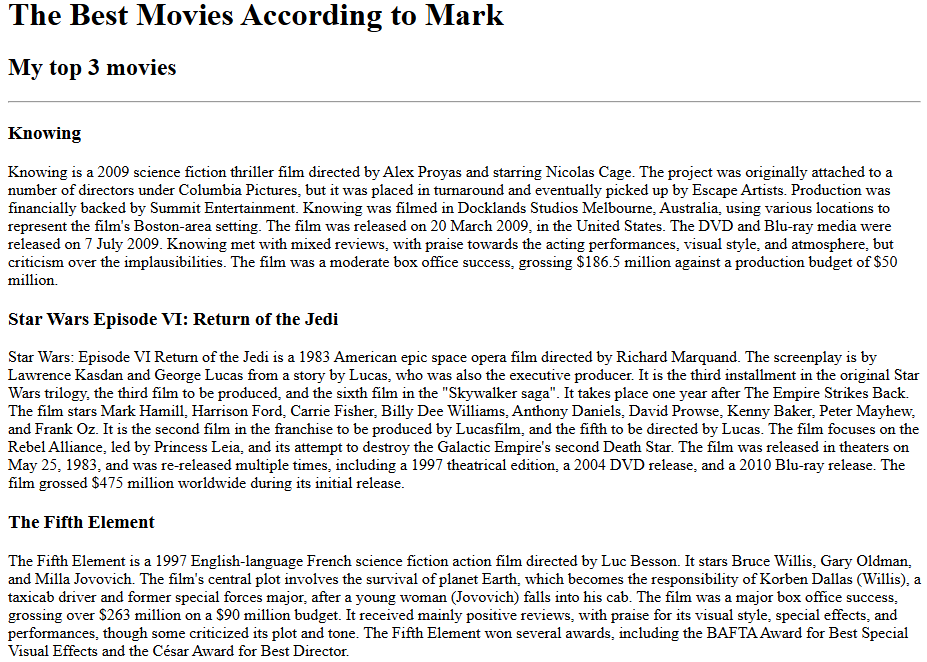 The Best Movies According to Mark
My top 3 movies
Knowing
Knowing is a 2009 science fiction thriller film directed by Alex Proyas and starring Nicolas Cage. The project was originally attached to a
number of directors under Columbia Pictures, but it was placed in turnaround and eventually picked up by Escape Artists. Production was
financially backed by Summit Entertainment. Knowing was filmed in Docklands Studios Melbourne, Australia, using various locations to
represent the film's Boston-area setting. The film was released on 20 March 2009, in the United States. The DVD and Blu-ray media were
released on 7 July 2009. Knowing met with mixed reviews, with praise towards the acting performances, visual style, and atmosphere, but
criticism over the implausibilities. The film was a moderate box office success, grossing $186.5 million against a production budget of $50
million.
Star Wars Episode VI: Return of the Jedi
Star Wars: Episode VI Return of the Jedi is a 1983 American epic space opera film directed by Richard Marquand. The screenplay is by
Lawrence Kasdan and George Lucas from a story by Lucas, who was also the executive producer. It is the third installment in the original Star
Wars trilogy, the third film to be produced, and the sixth film in the "Skywalker saga". It takes place one year after The Empire Strikes Back.
The film stars Mark Hamill, Harrison Ford, Carrie Fisher, Billy Dee Williams, Anthony Daniels, David Prowse, Kenny Baker, Peter Mayhew,
and Frank Oz. It is the second film in the franchise to be produced by Lucasfilm, and the fifth to be directed by Lucas. The film focuses on the
Rebel Alliance, led by Princess Leia, and its attempt to destroy the Galactic Empire's second Death Star. The film was released in theaters on
May 25, 1983, and was re-released multiple times, including a 1997 theatrical edition, a 2004 DVD release, and a 2010 Blu-ray release. The
film grossed $475 million worldwide during its initial release.
The Fifth Element
The Fifth Element is a 1997 English-language French science fiction action film directed by Luc Besson. It stars Bruce Willis, Gary Oldman,
and Milla Jovovich. The film's central plot involves the survival of planet Earth, which becomes the responsibility of Korben Dallas (Willis), a
taxicab driver and former special forces major, after a young woman (Jovovich) falls into his cab. The film was a major box office success,
grossing over $263 million on a $90 million budget. It received mainly positive reviews, with praise for its visual style, special effects, and
performances, though some criticized its plot and tone. The Fifth Element won several awards, including the BAFTA Award for Best Special
Visual Effects and the César Award for Best Director.